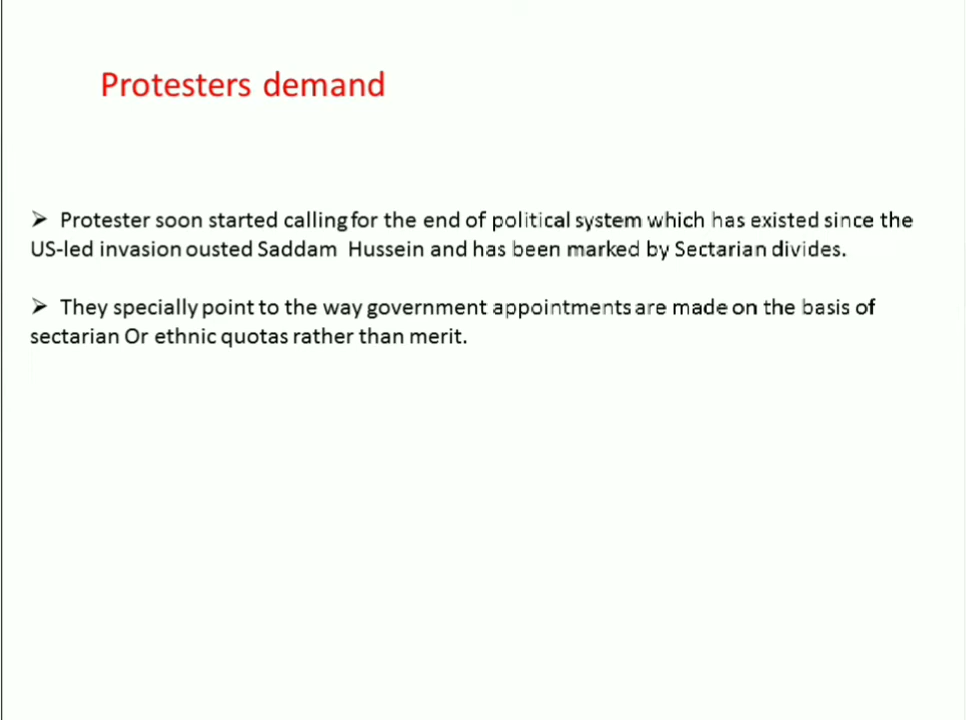 Protesters demand
➢ Protester soon started calling for the end of political system which has existed since the
US-led invasion ousted Saddam Hussein and has been marked by Sectarian divides.
➢ They specially point to the way government appointments are made on the basis of
sectarian Or ethnic quotas rather than merit.